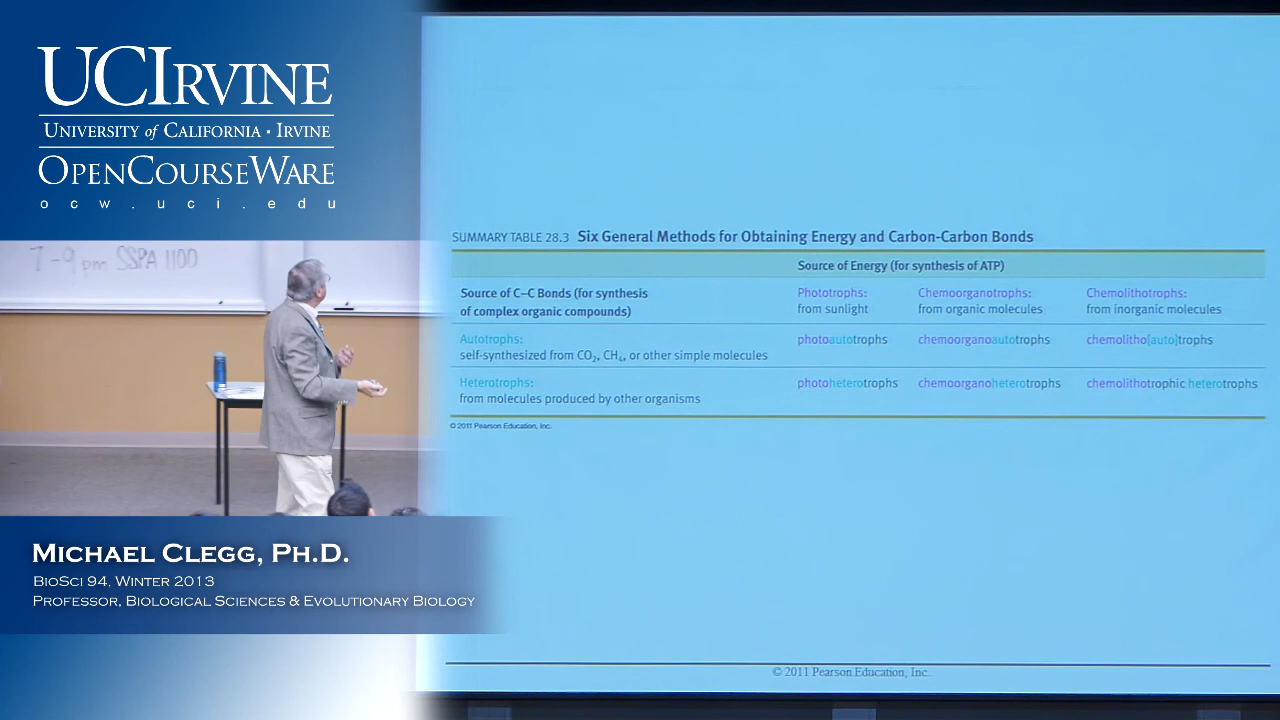 UCIRVINE
UNIVERSITY of CALIFORNIA · IRVINE
OPENCOURSEWARE
ocw.uci.edu
7-9pm SSPA 1100
MICHAEL CLEGG, PH.D.
BIOSCI 94, WINTER 2013
PROFESSOR, BIOLOGICAL SCIENCES & EVOLUTIONARY BIOLOGY
SUMMARY TABLE 28.3 Six General Methods for Obtaining Energy and Carbon-Carbon Bonds
Source of Energy (for synthesis of ATP)
Source of C–C Bonds (for synthesis of complex organic compounds)
Phototrophs: from sunlight
Chemoorganotrophs: from organic molecules
Chemolithotrophs: from inorganic molecules
Autotrophs: self-synthesized from CO₂, CH₄, or other simple molecules
photoautotrophs
chemoorganoautotrophs
chemolitho[auto]trophs
Heterotrophs: from molecules produced by other organisms
photoheterotrophs
chemoorganoheterotrophs
chemolithotrophic heterotrophs
© 2011 Pearson Education, Inc.
© 2011 Pearson Education, Inc.